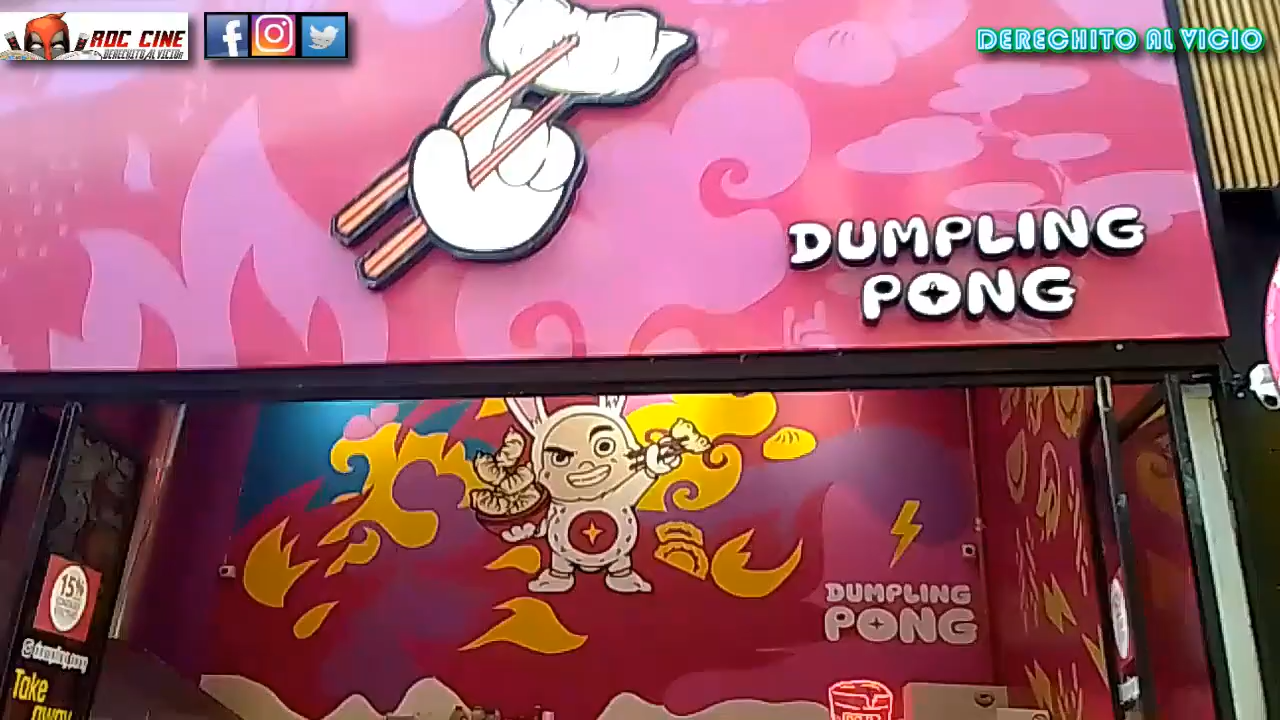 ROC CINE
DERECHITO AL VICIO
DERECHITO AL VICIO
DUMPLING
PONG
DUMPLING
PONG
15%
@dumpling.pong
Take
away